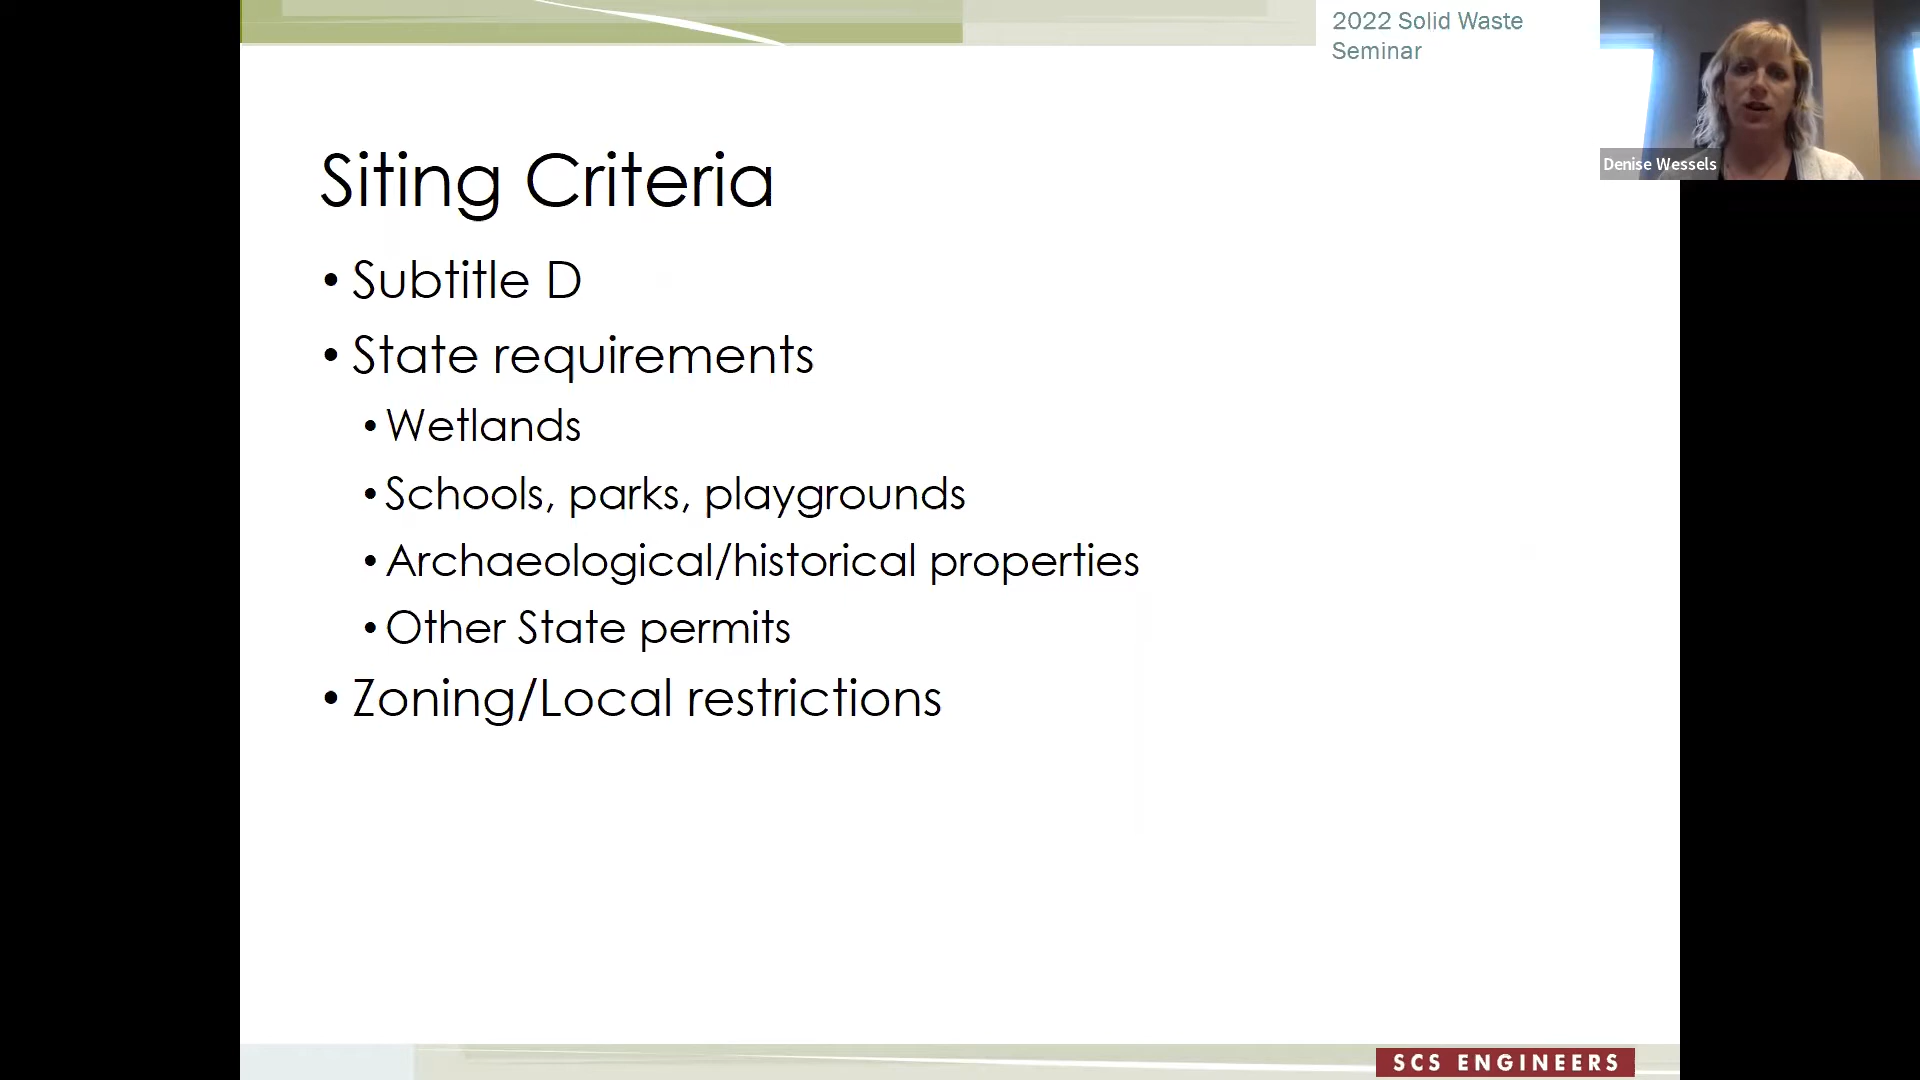 2022 Solid Waste
Seminar
Denise Wessels
Siting Criteria
• Subtitle D
• State requirements
• Wetlands
• Schools, parks, playgrounds
• Archaeological/historical properties
• Other State permits
• Zoning/Local restrictions
SCS ENGINEERS